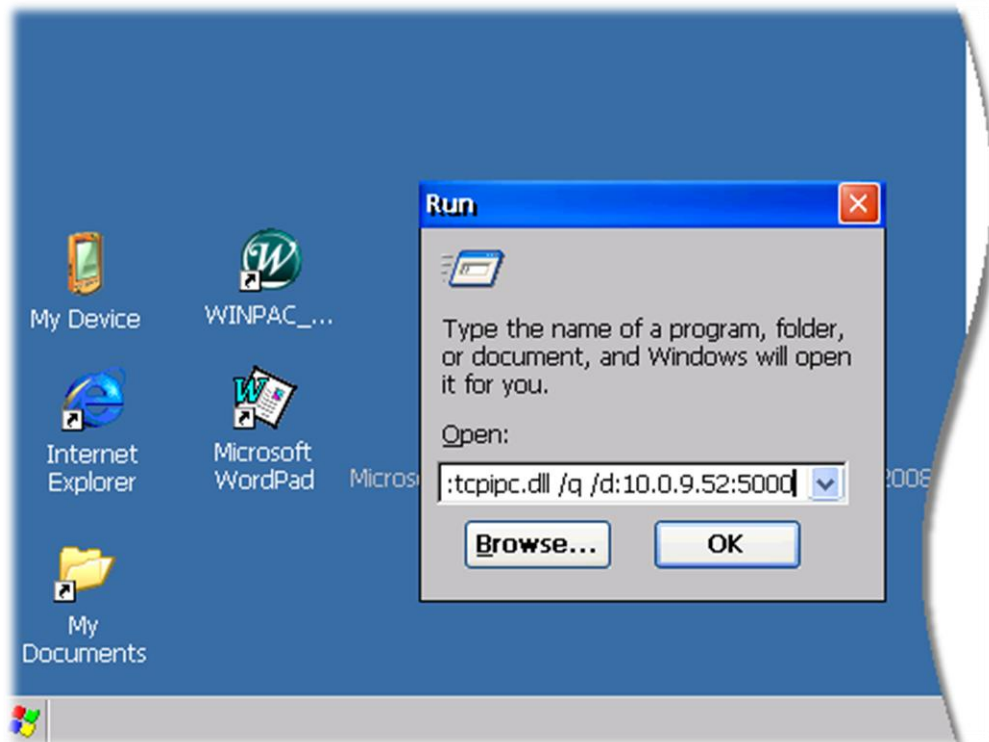 Run
Type the name of a program, folder,
or document, and Windows will open
it for you.
Open:
:tcpipc.dll /q /d:10.0.9.52:5000
Browse...
OK
My Device
WINPAC_...
Internet
Explorer
Microsoft
WordPad
My
Documents
2008